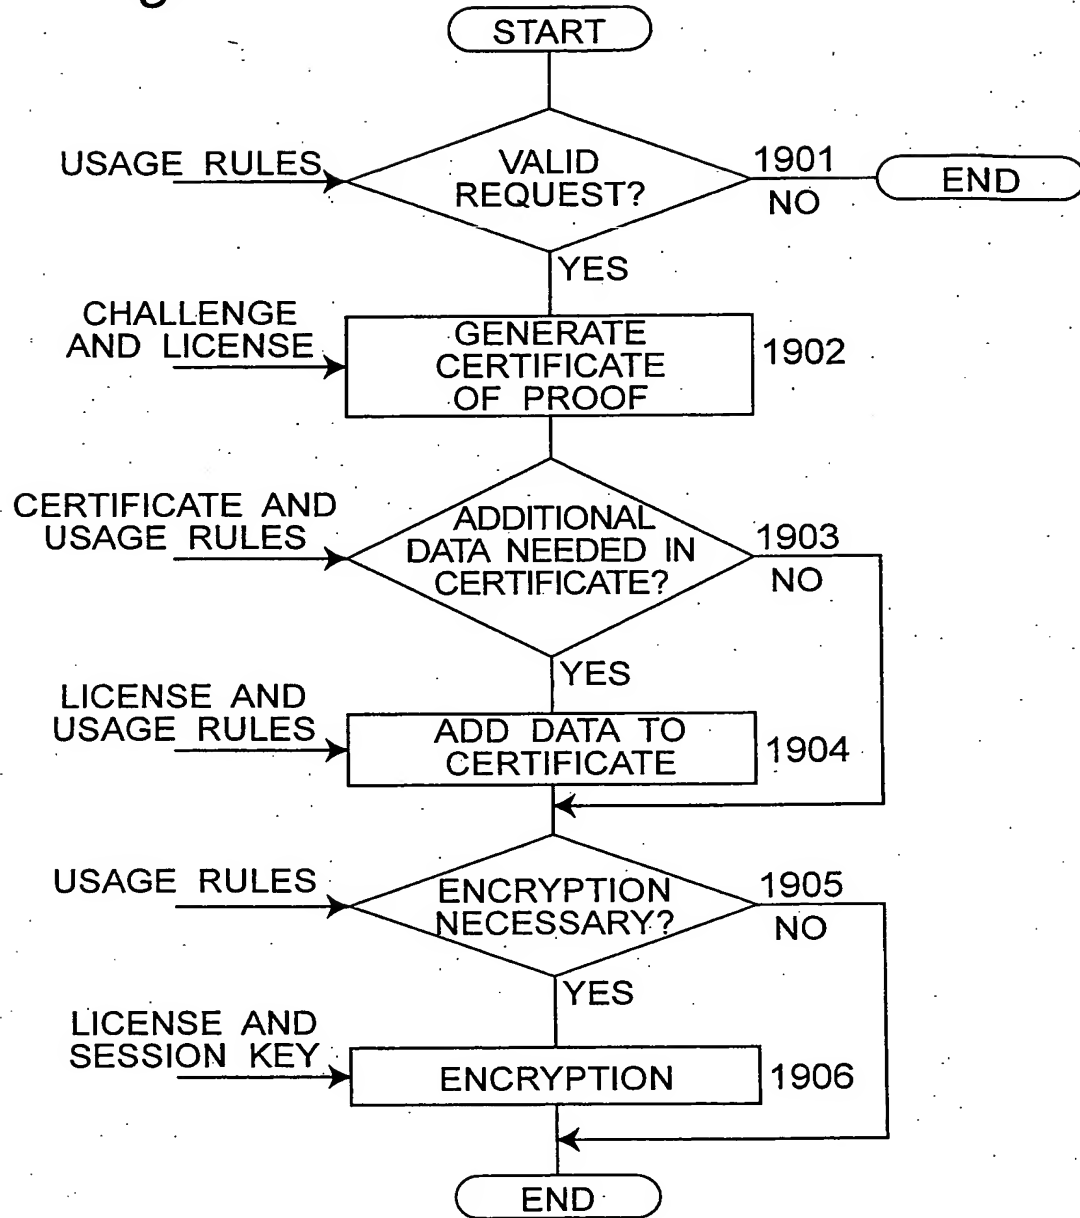 START
USAGE RULES
VALID
REQUEST?
1901
NO
END
YES
CHALLENGE
AND LICENSE
GENERATE
CERTIFICATE
OF PROOF
1902
CERTIFICATE AND
USAGE RULES
ADDITIONAL
DATA NEEDED IN
CERTIFICATE?
1903
NO
YES
LICENSE AND
USAGE RULES
ADD DATA TO
CERTIFICATE
1904
USAGE RULES
ENCRYPTION
NECESSARY?
1905
NO
YES
LICENSE AND
SESSION KEY
ENCRYPTION
1906
END